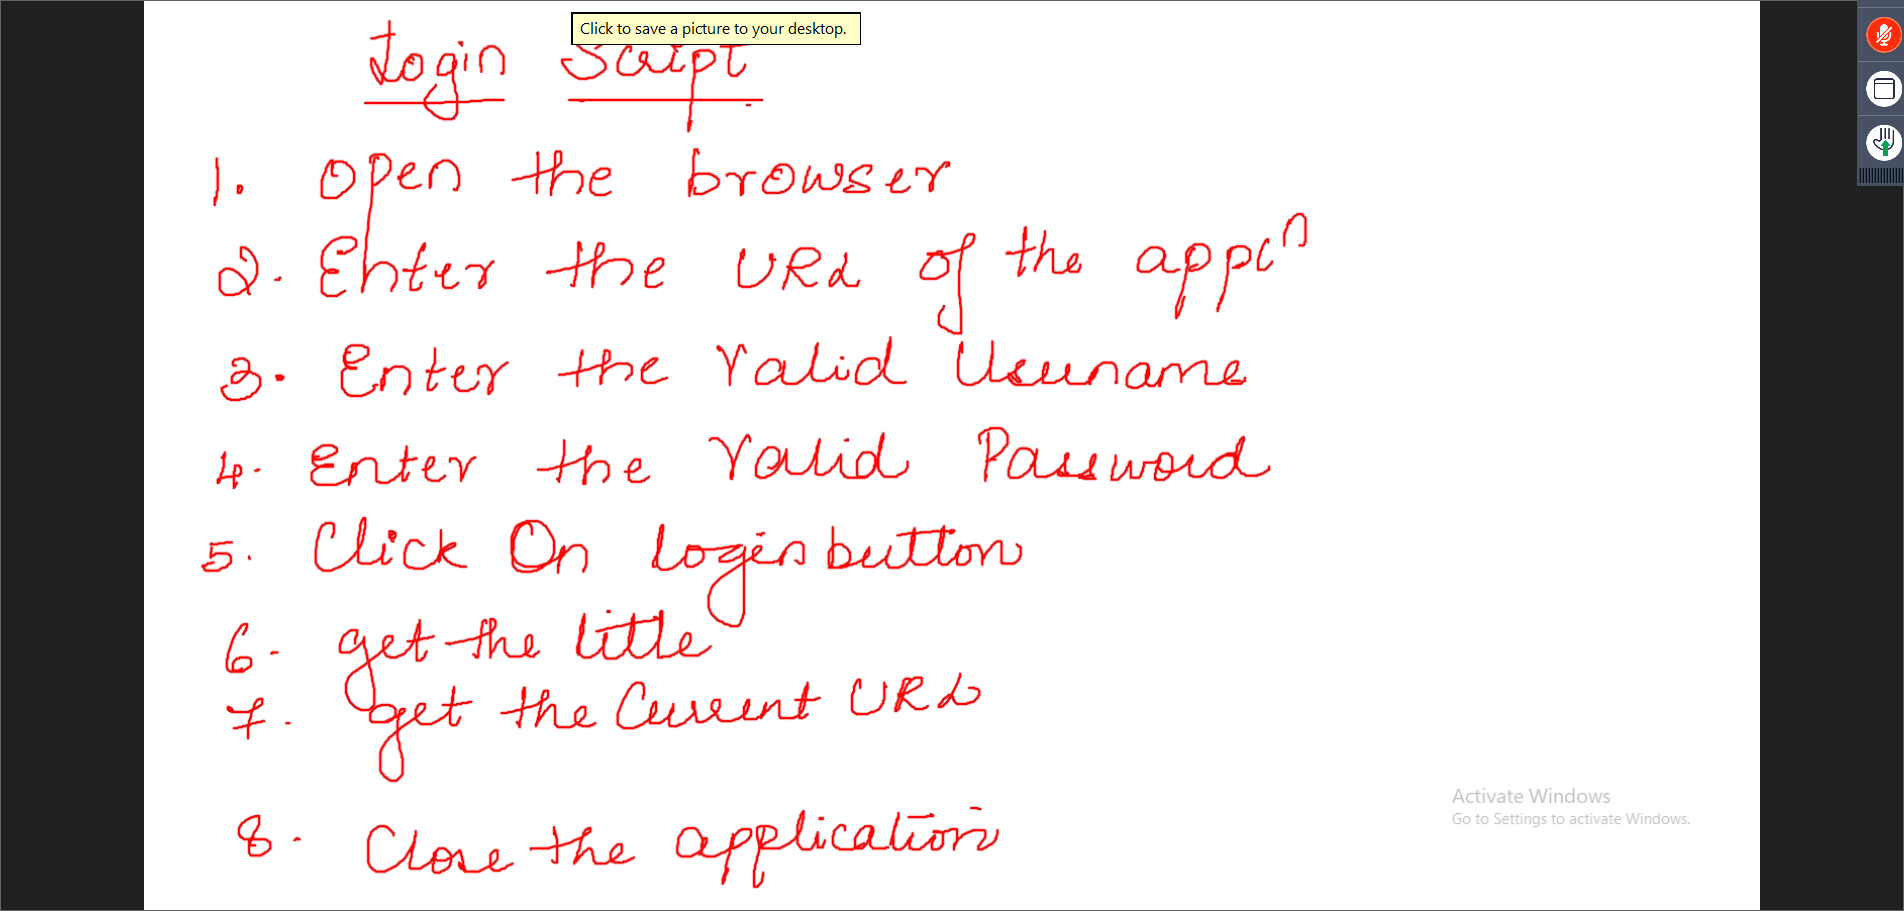 Click to save a picture to your desktop.
Login Script
1. Open the browser
2. Enter the URL of the appcn
3. Enter the Valid Username
4. Enter the Valid Password
5. Click On login button
6. get the title
7. get the Current URL
8. Close the application
Activate Windows
Go to Settings to activate Windows.